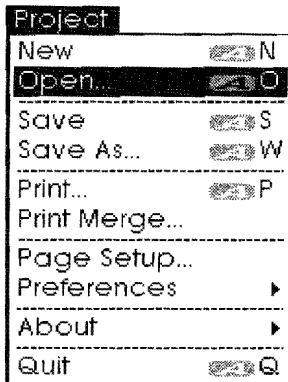 Project
New N
Open... O
Save S
Save As... W
Print... P
Print Merge...
Page Setup...
Preferences
About
Quit Q